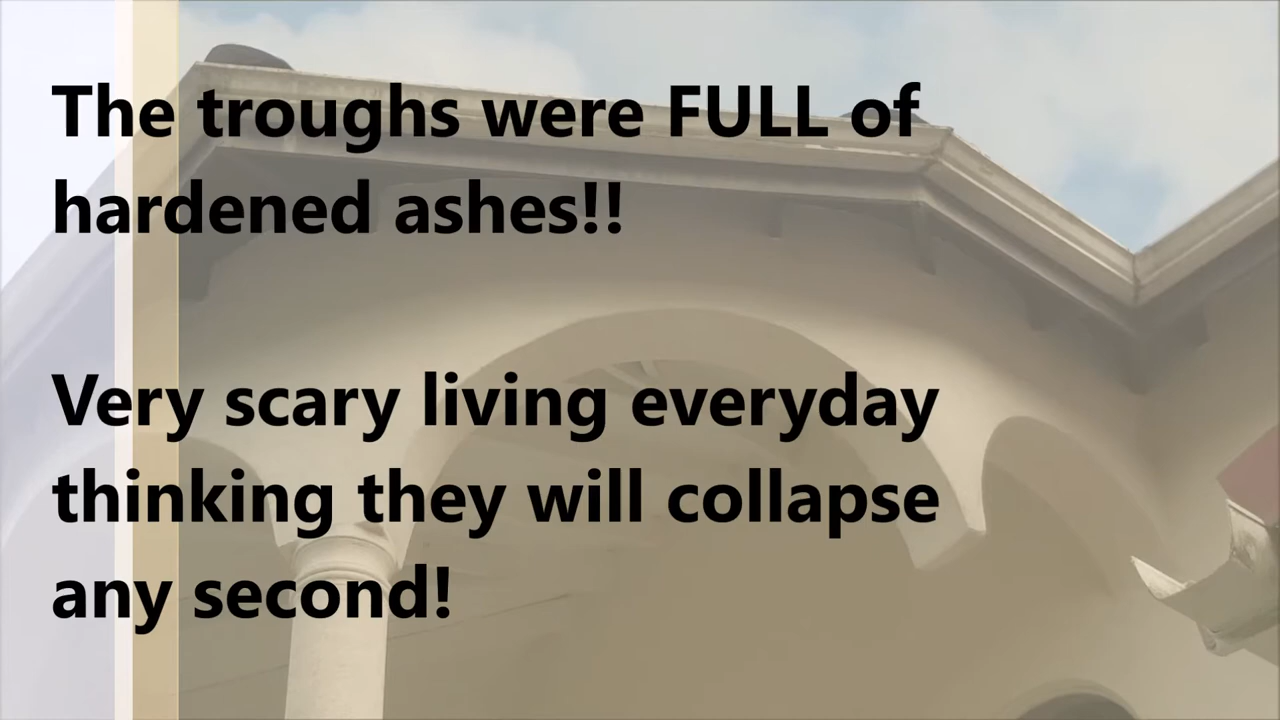 The troughs were FULL of
hardened ashes!!
Very scary living everyday
thinking they will collapse
any second!